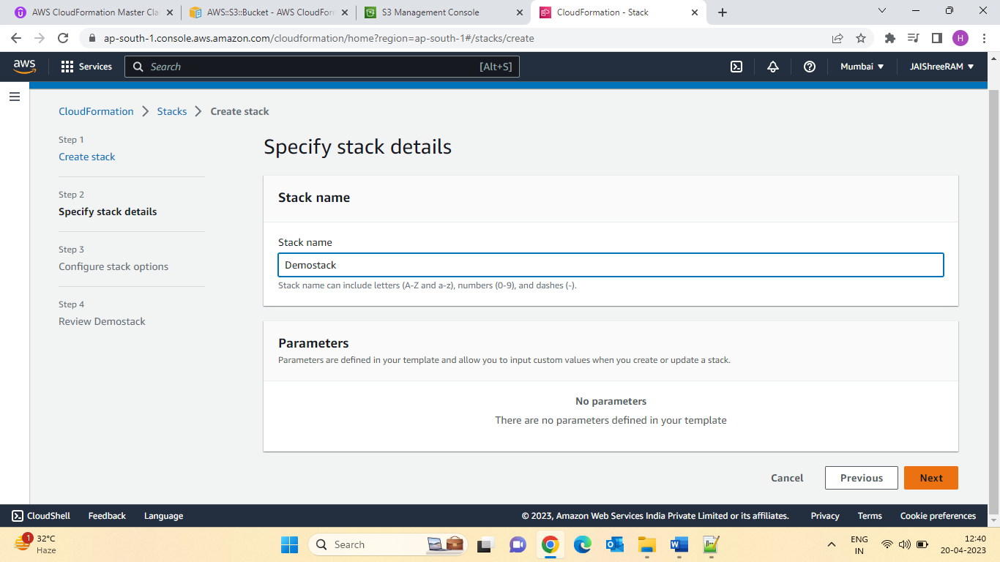 AWS CloudFormation Master Cla
AWS::S3::Bucket - AWS CloudForm
S3 Management Console
CloudFormation - Stack
ap-south-1.console.aws.amazon.com/cloudformation/home?region=ap-south-1#/stacks/create
H
aws
Services
Search
[Alt+S]
Mumbai
JAIShreeRAM
CloudFormation
Stacks
Create stack
Step 1
Create stack
Step 2
Specify stack details
Step 3
Configure stack options
Step 4
Review Demostack
Specify stack details
Stack name
Stack name
Demostack
Stack name can include letters (A-Z and a-z), numbers (0-9), and dashes (-).
Parameters
Parameters are defined in your template and allow you to input custom values when you create or update a stack.
No parameters
There are no parameters defined in your template
Cancel
Previous
Next
CloudShell
Feedback
Language
© 2023, Amazon Web Services India Private Limited or its affiliates.
Privacy
Terms
Cookie preferences
1
32°C
Haze
Search
ENG
IN
12:40
20-04-2023